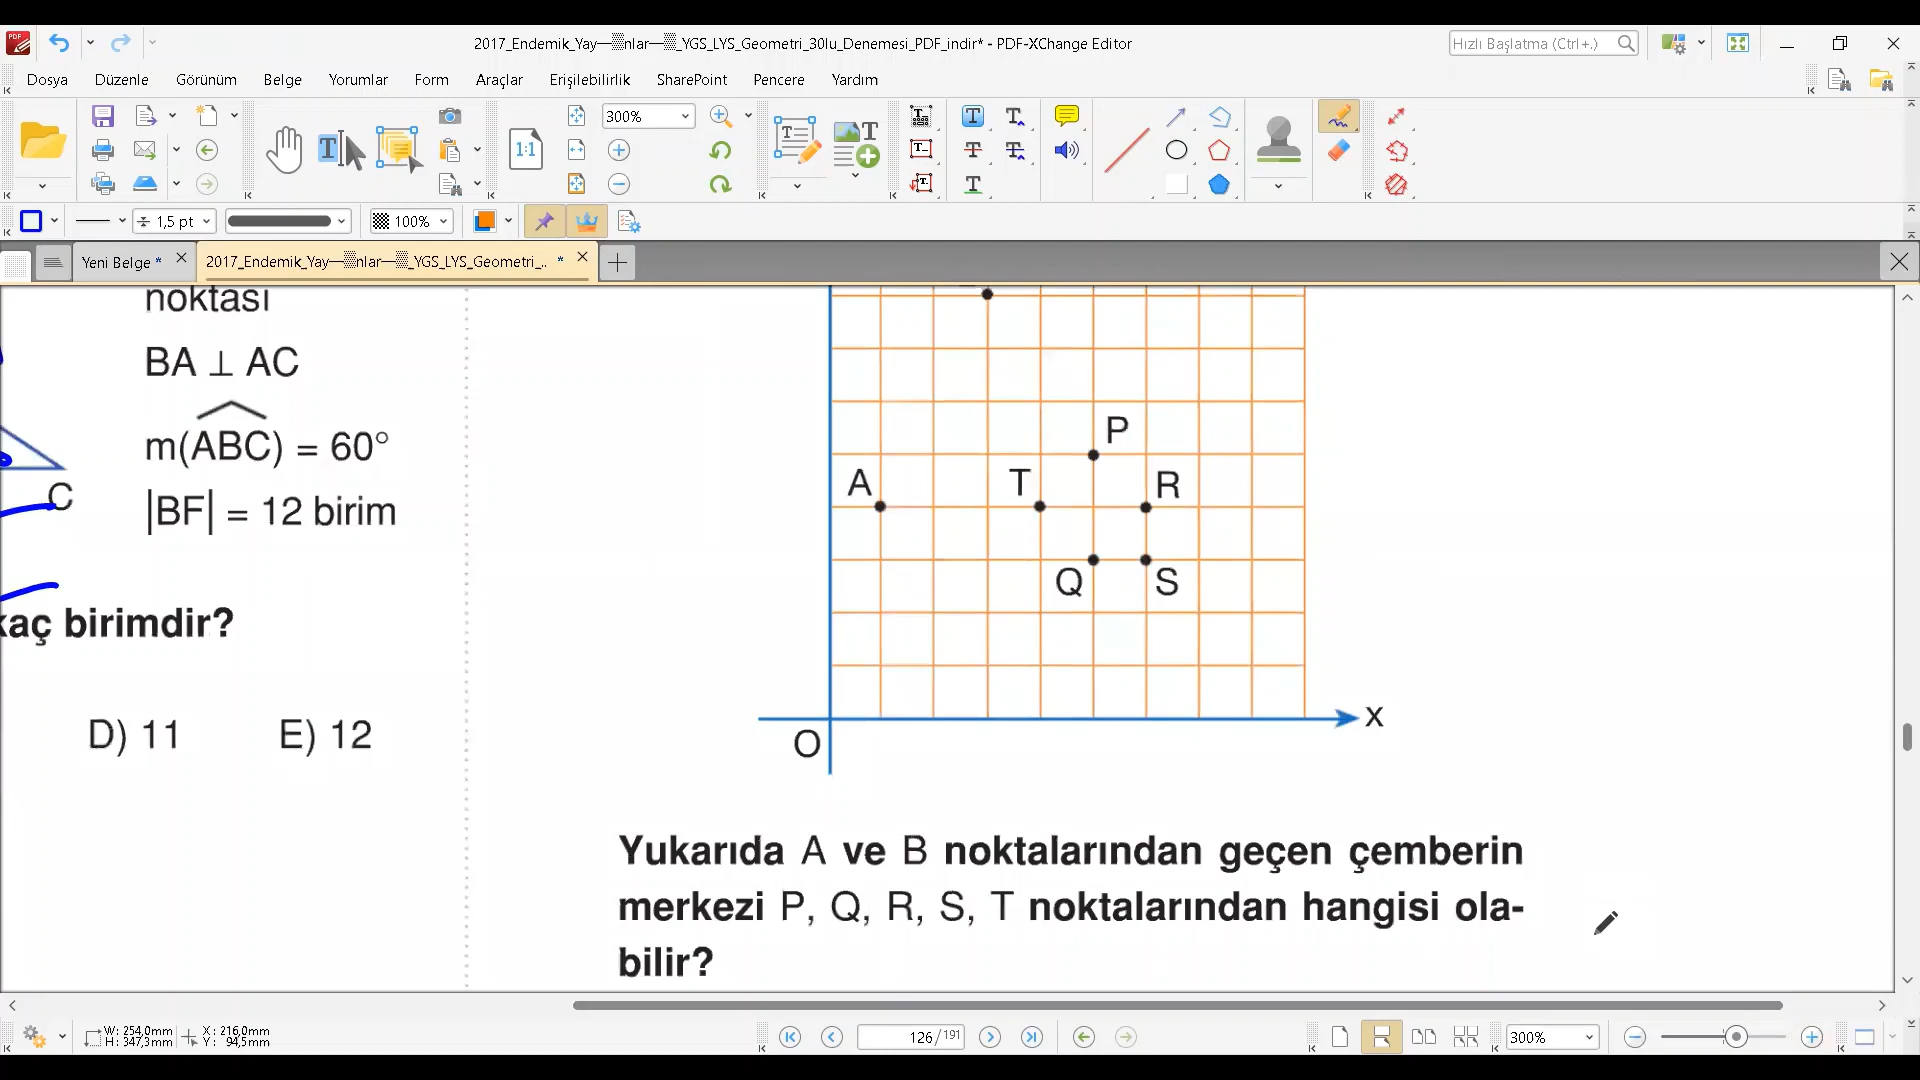 2017_Endemik_Yay—▒nlar—▒_YGS_LYS_Geometri_30lu_Denemesi_PDF_indir* - PDF-XChange Editor
Hızlı Başlatma (Ctrl+.)
Dosya Düzenle Görünüm Belge Yorumlar Form Araçlar Erişilebilirlik SharePoint Pencere Yardım
300%
1:1
1,5 pt
100%
Yeni Belge *
2017_Endemik_Yay—▒nlar—▒_YGS_LYS_Geometri_.. *
noktası
BA ⊥ AC
m(ABC) = 60°
|BF| = 12 birim
C
kaç birimdir?
D) 11 E) 12
P
A
T
R
Q
S
x
O
Yukarıda A ve B noktalarından geçen çemberin
merkezi P, Q, R, S, T noktalarından hangisi ola-
bilir?
W: 254,0mm
H: 347,3mm
X: 216,0mm
Y: 94,5mm
126/191
300%